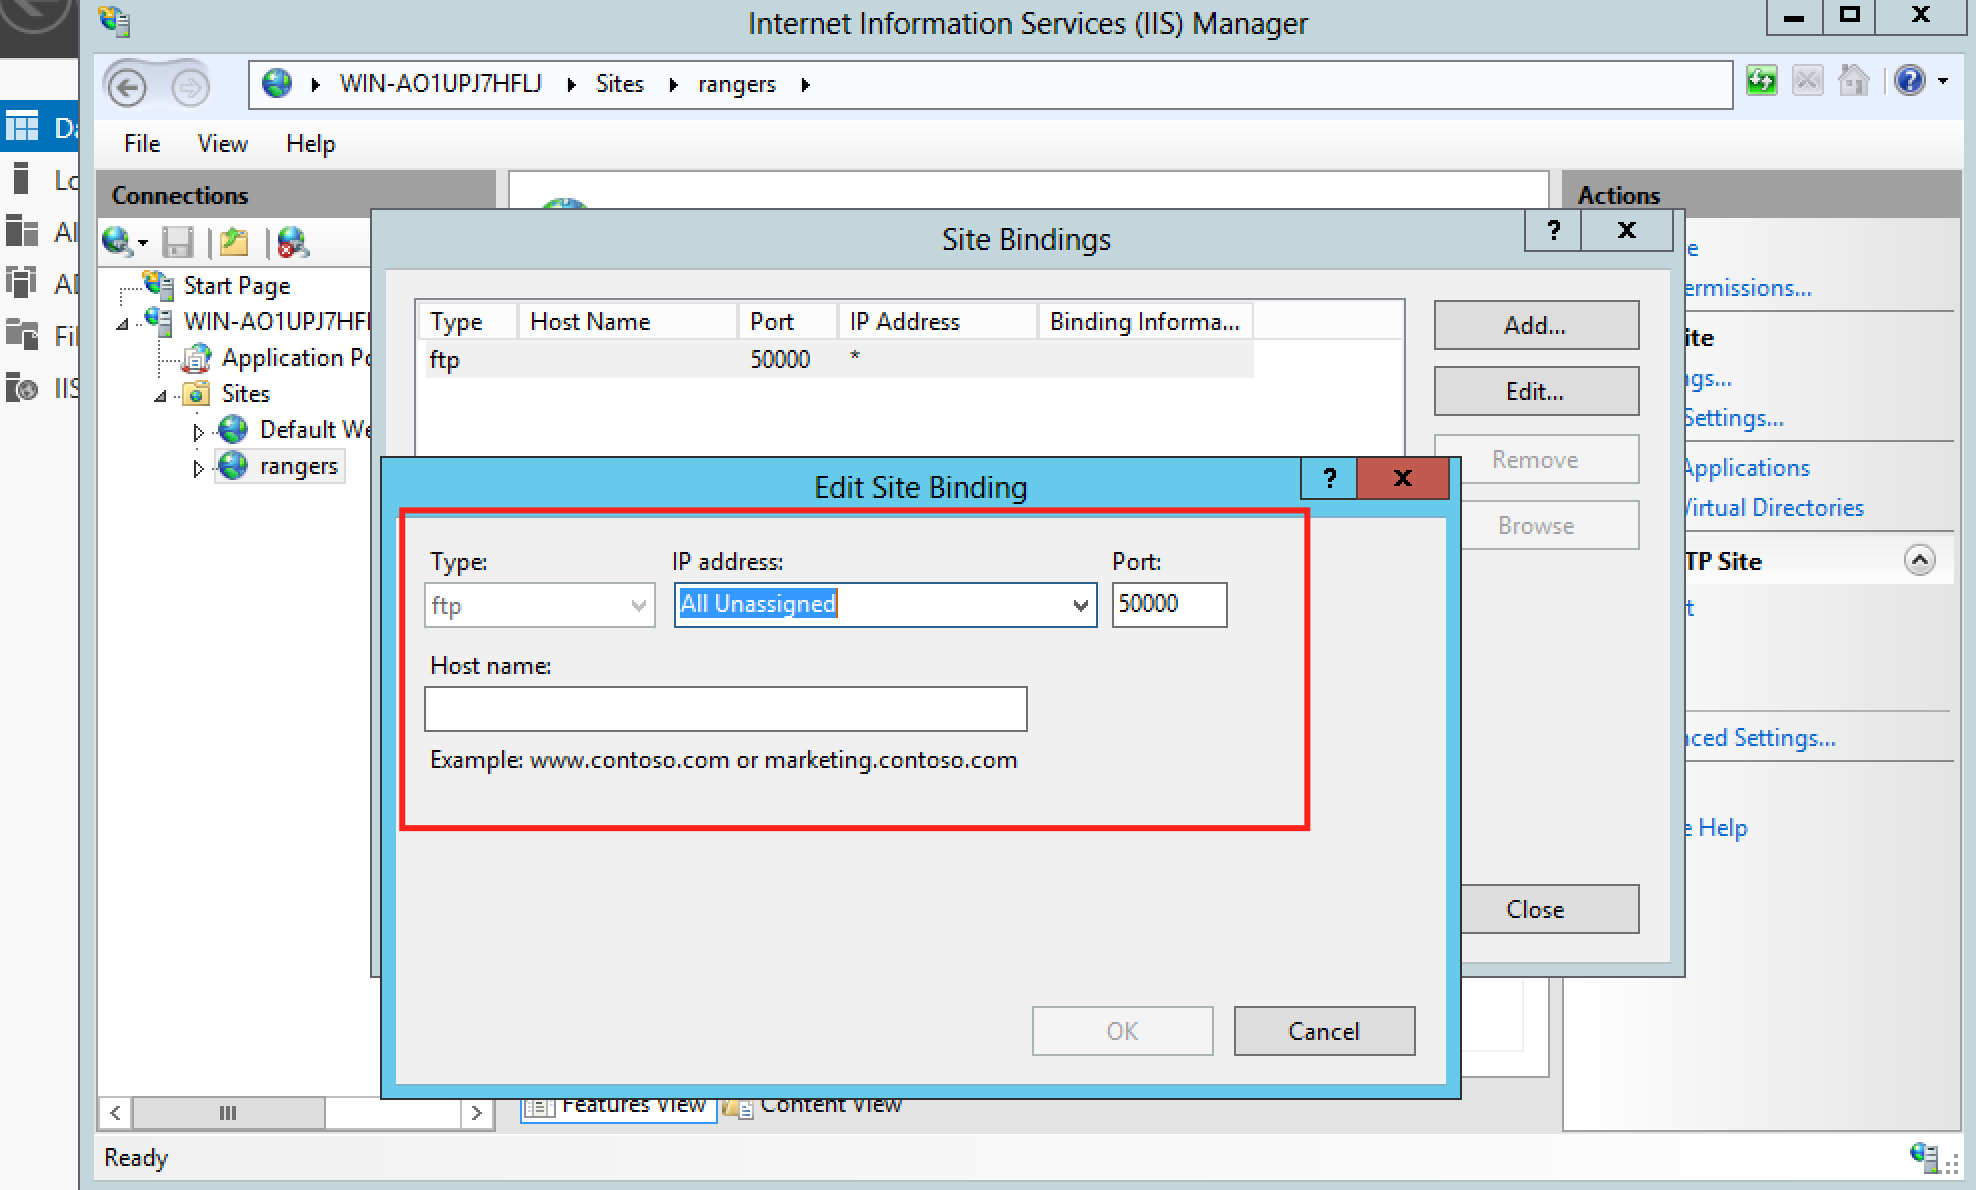 Internet Information Services (IIS) Manager
WIN-AO1UPJ7HFLJ Sites rangers
File View Help
Connections
Actions
Start Page
WIN-AO1UPJ7HFL
Application Po
Sites
Default We
rangers
Site Bindings
? X
Type Host Name Port IP Address Binding Informa...
ftp 50000 *
Add...
Edit...
Remove
Browse
Close
Edit Site Binding
? X
Type: IP address: Port:
ftp All Unassigned 50000
Host name:
Example: www.contoso.com or marketing.contoso.com
OK Cancel
Da
Lo
Al
AD
Fil
IIS
e
ermissions...
ite
gs...
Settings...
Applications
Virtual Directories
TP Site
t
nced Settings...
e Help
Features View Content View
Ready